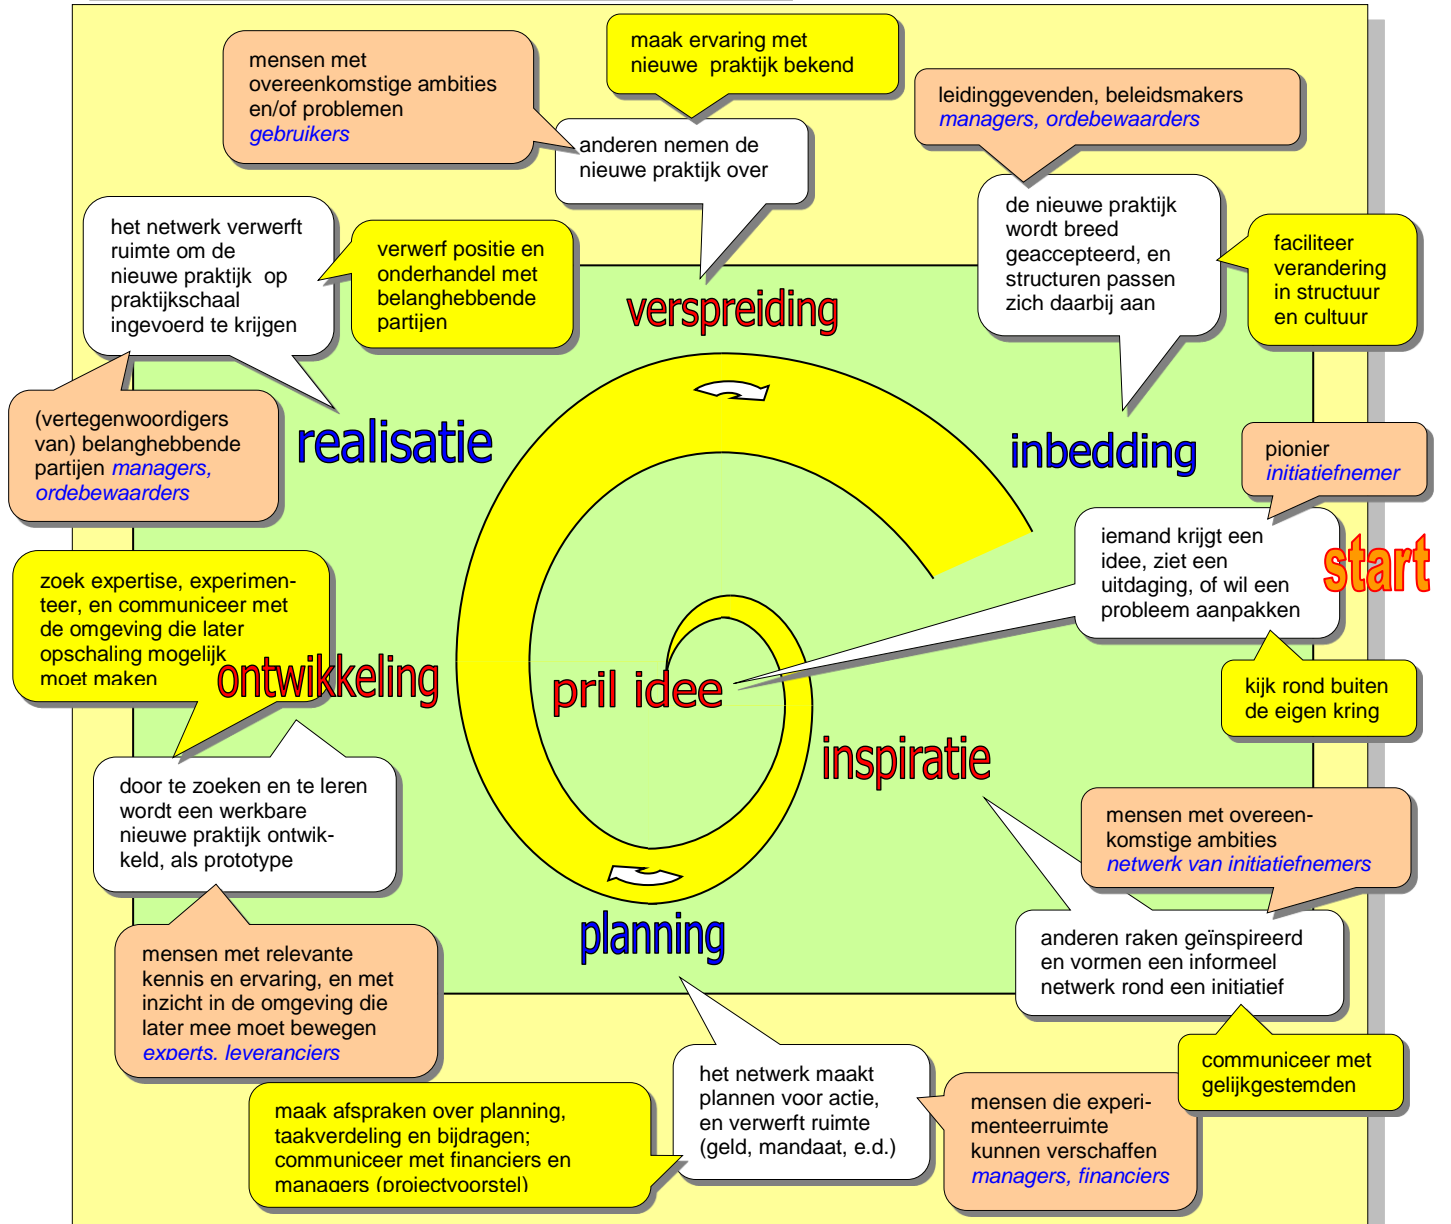 maak ervaring met
nieuwe praktijk bekend
mensen met
overeenkomstige ambities
en/of problemen
gebruikers
leidinggevenden, beleidsmakers
managers, ordebewaarders
anderen nemen de
nieuwe praktijk over
het netwerk verwerft
ruimte om de
nieuwe praktijk op
praktijkschaal
ingevoerd te krijgen
verwerf positie en
onderhandel met
belanghebbende
partijen
de nieuwe praktijk
wordt breed
geaccepteerd, en
structuren passen
zich daarbij aan
faciliteer
verandering
in structuur
en cultuur
verspreiding
realisatie
inbedding
(vertegenwoordigers
van) belanghebbende
partijen managers,
ordebewaarders
pionier
initiatiefnemer
iemand krijgt een
idee, ziet een
uitdaging, of wil een
probleem aanpakken
start
zoek expertise, experimen-
teer, en communiceer met
de omgeving die later
opschaling mogelijk
moet maken
ontwikkeling
pril idee
kijk rond buiten
de eigen kring
inspiratie
door te zoeken en te leren
wordt een werkbare
nieuwe praktijk ontwik-
keld, als prototype
mensen met overeen-
komstige ambities
netwerk van initiatiefnemers
planning
anderen raken geïnspireerd
en vormen een informeel
netwerk rond een initiatief
mensen met relevante
kennis en ervaring, en met
inzicht in de omgeving die
later mee moet bewegen
experts, leveranciers
communiceer met
gelijkgestemden
het netwerk maakt
plannen voor actie,
en verwerft ruimte
(geld, mandaat, e.d.)
maak afspraken over planning,
taakverdeling en bijdragen;
communiceer met financiers en
managers (projectvoorstel)
mensen die experi-
menteerruimte
kunnen verschaffen
managers, financiers